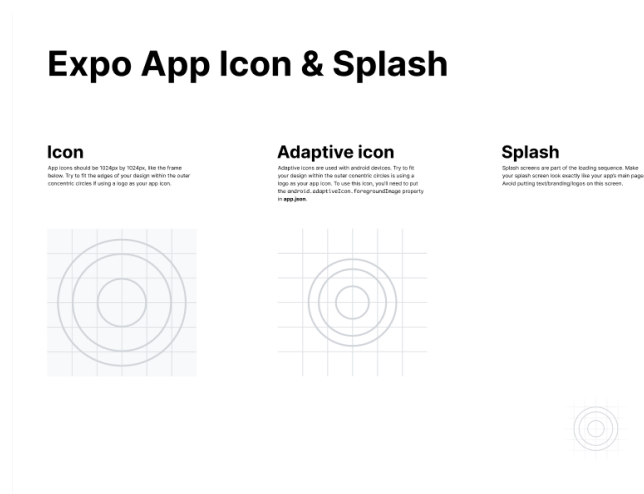 Expo App Icon & Splash
Icon
App icons should be 1024px by 1024px, like the frame
below. Try to fit the edges of your design within the outer
concentric circles if using a logo as your app icon.
Adaptive icon
Adaptive icons are used with android devices. Try to fit
your design within the outer conentric circles is using a
logo as your app icon. To use this icon, you'll need to put
the android.adaptiveIcon.foregroundImage property
in app.json.
Splash
Splash screens are part of the loading sequence. Make
your splash screen look exactly like your app's main page.
Avoid putting text/branding/logos on this screen.